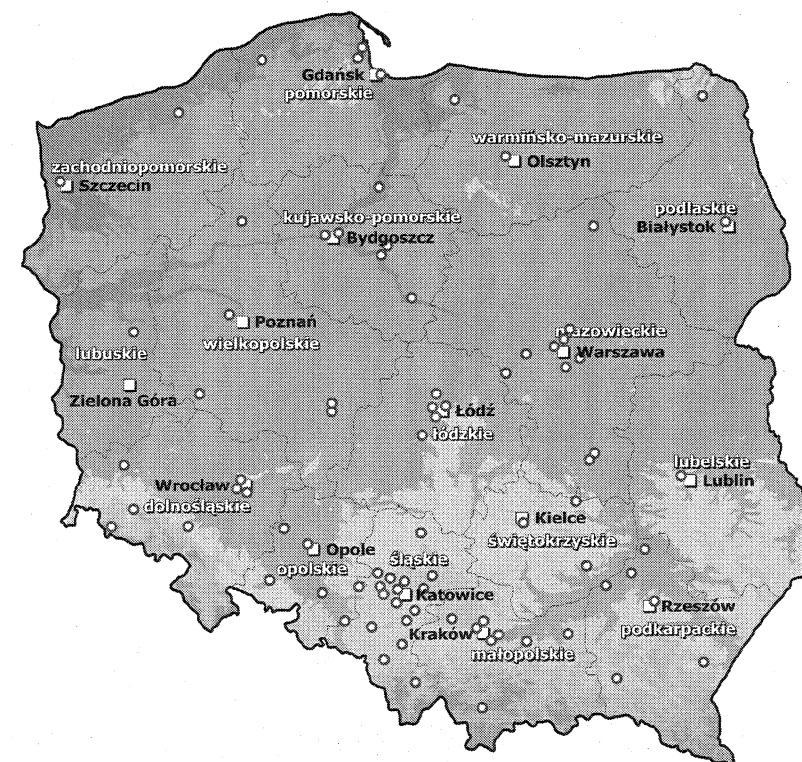 Gdańsk
pomorskie
warmińsko-mazurskie
Olsztyn
zachodniopomorskie
Szczecin
kujawsko-pomorskie
Bydgoszcz
podlaskie
Białystok
Poznań
wielkopolskie
mazowieckie
Warszawa
lubuskie
Zielona Góra
Łódź
łódzkie
Wrocław
dolnośląskie
lubelskie
Lublin
Kielce
świętokrzyskie
Opole
opolskie
śląskie
Katowice
Kraków
małopolskie
Rzeszów
podkarpackie